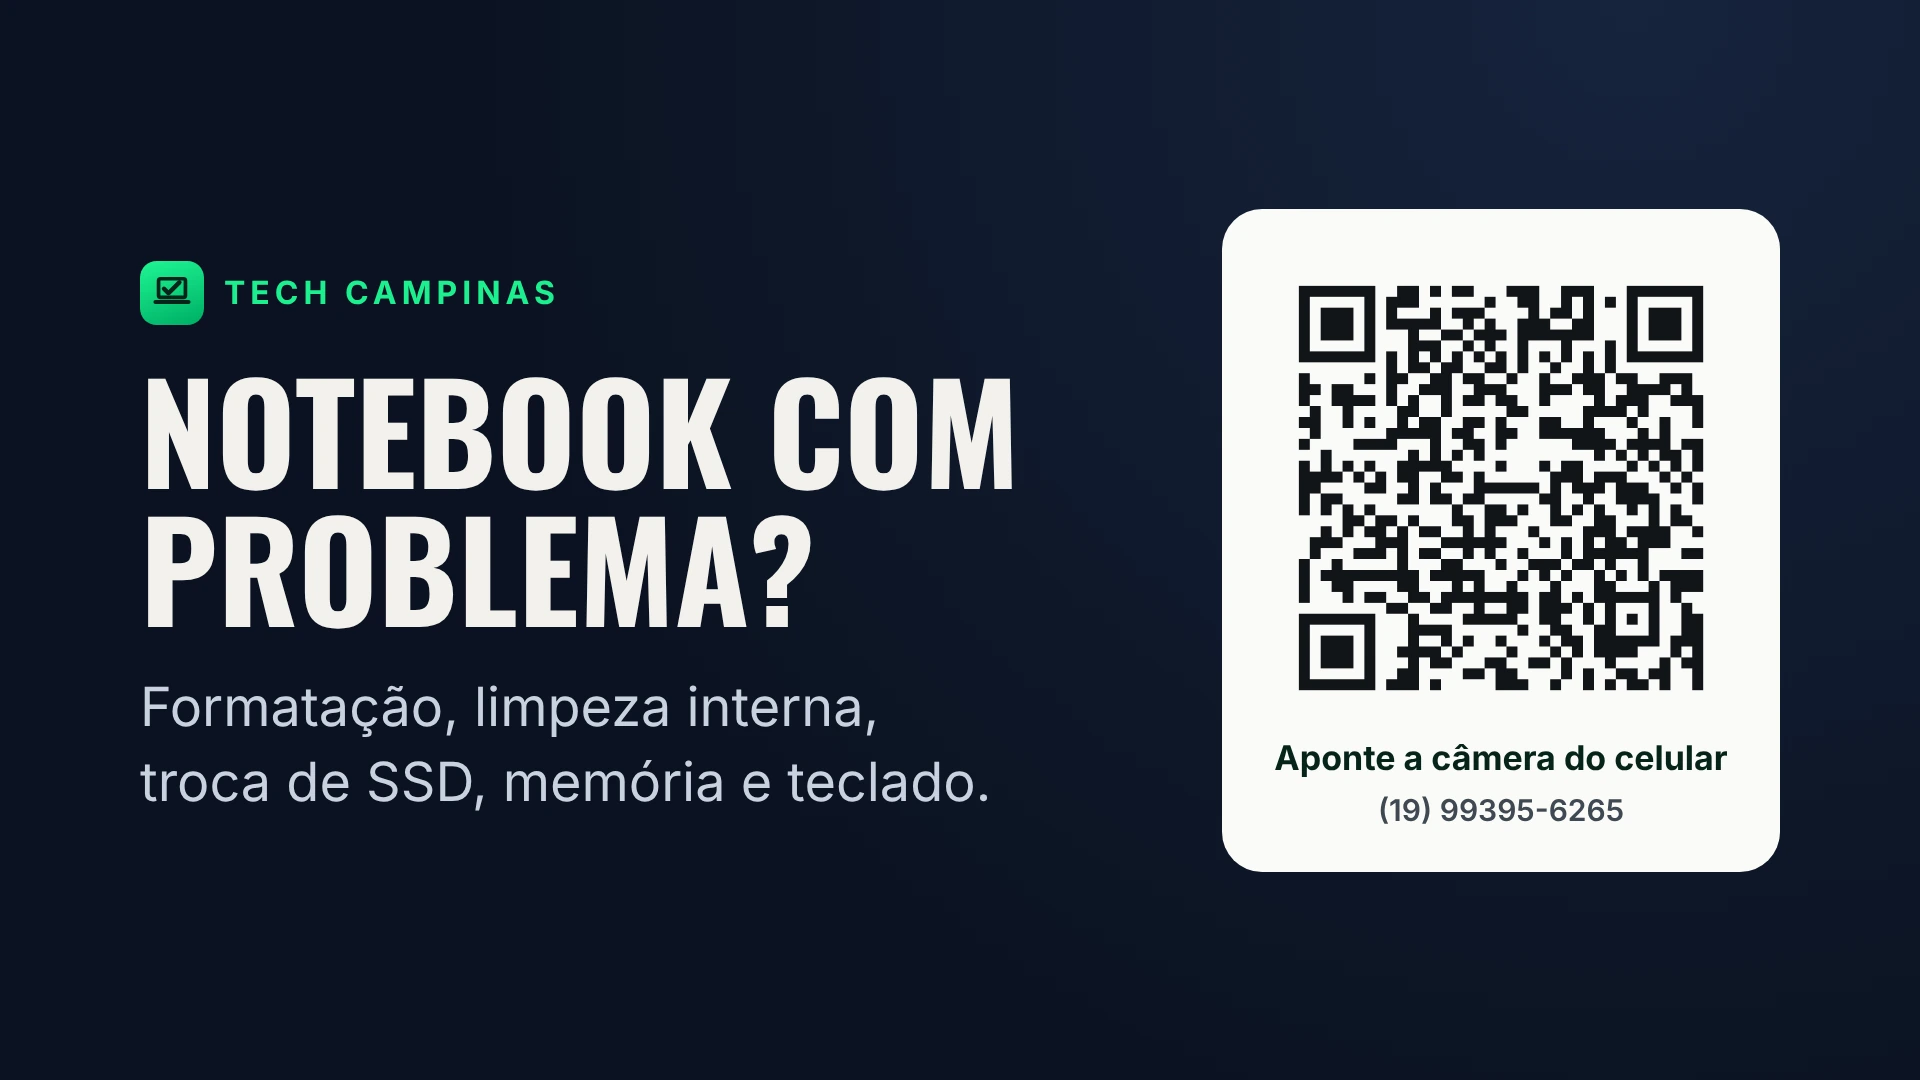 TECH CAMPINAS
NOTEBOOK COM
PROBLEMA?
Formatação, limpeza interna,
troca de SSD, memória e teclado.
Aponte a câmera do celular
(19) 99395-6265